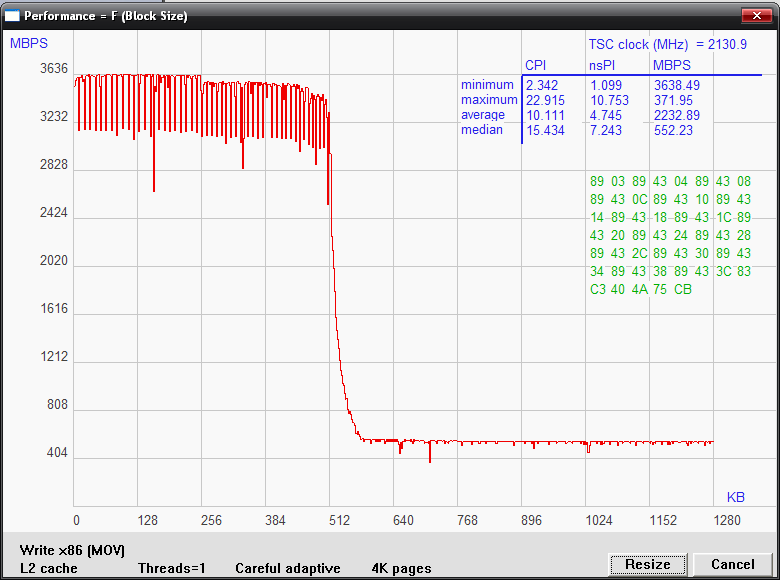 Performance = F (Block Size)
MBPS
TSC clock (MHz) = 2130.9
CPI nsPI MBPS
minimum 2.342 1.099 3638.49
maximum 22.915 10.753 371.95
average 10.111 4.745 2232.89
median 15.434 7.243 552.23
89 03 89 43 04 89 43 08
89 43 0C 89 43 10 89 43
14 89 43 18 89 43 1C 89
43 20 89 43 24 89 43 28
89 43 2C 89 43 30 89 43
34 89 43 38 89 43 3C 83
C3 40 4A 75 CB
3636
3232
2828
2424
2020
1616
1212
808
404
KB
0 128 256 384 512 640 768 896 1024 1152 1280
Write x86 (MOV)
L2 cache Threads=1 Careful adaptive 4K pages
Resize Cancel